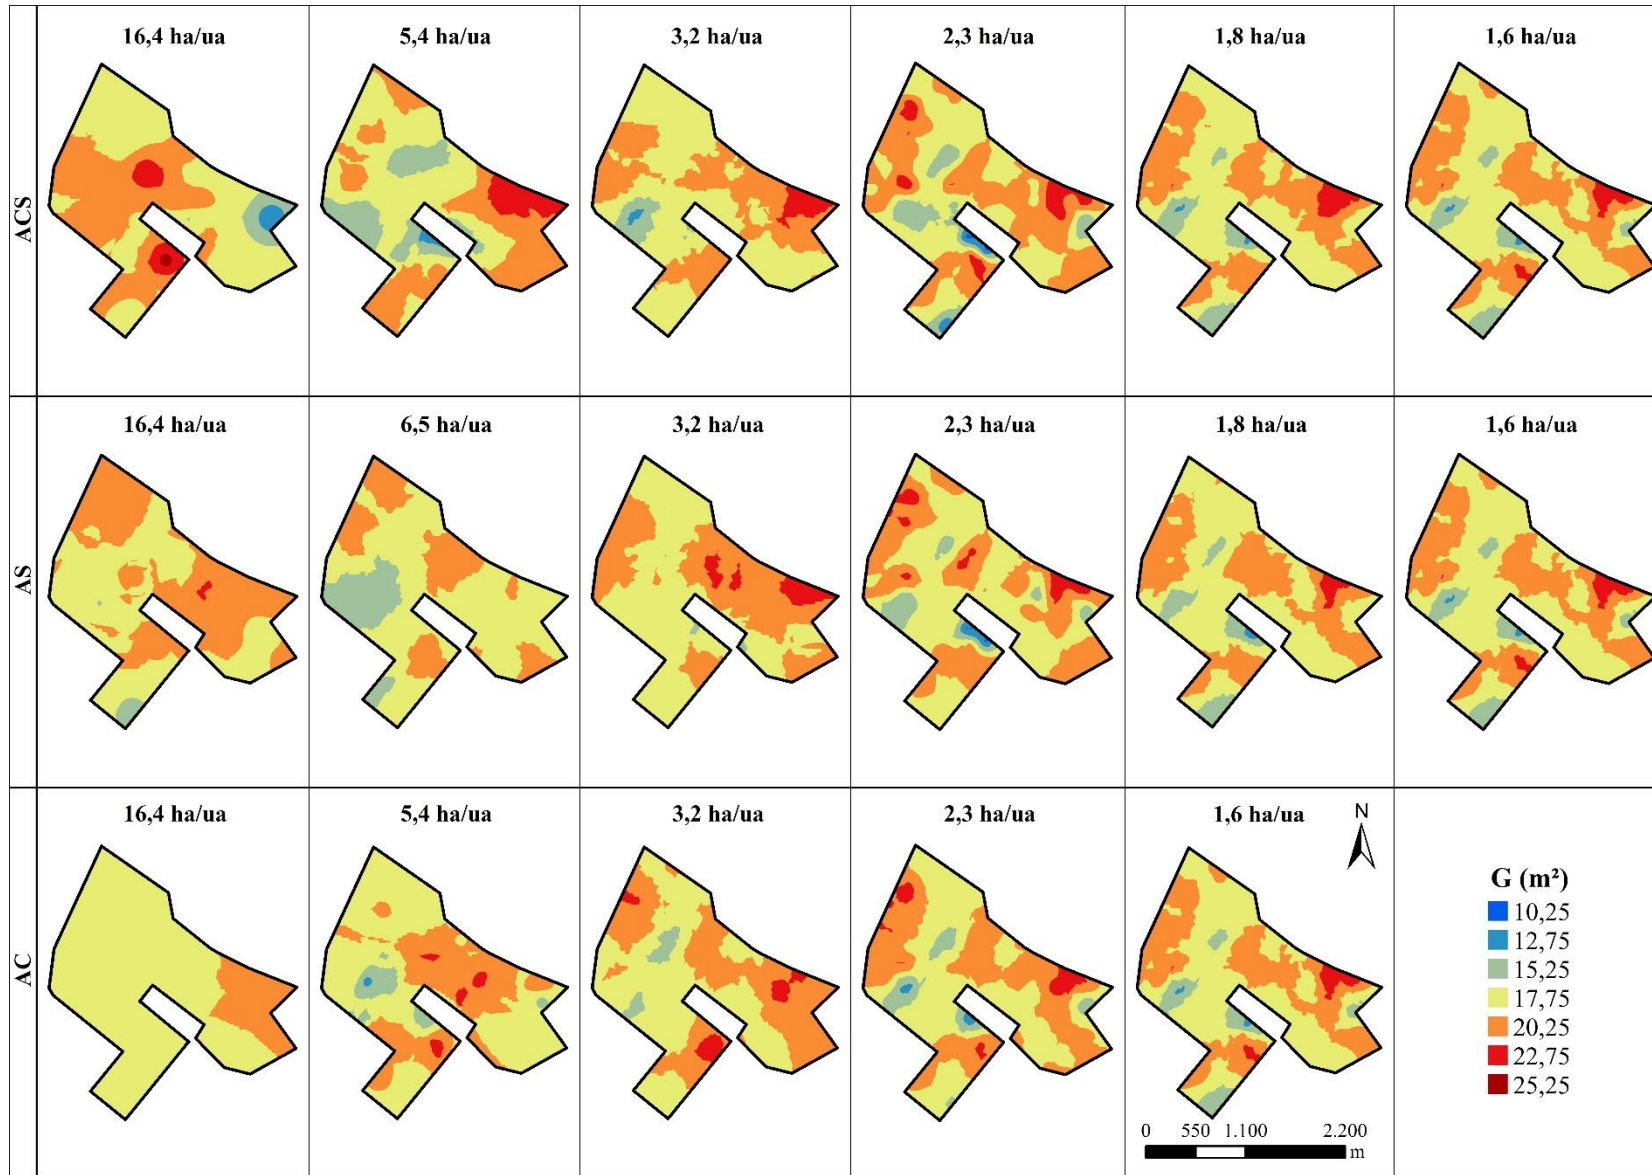 16,4 ha/ua
5,4 ha/ua
3,2 ha/ua
2,3 ha/ua
1,8 ha/ua
1,6 ha/ua
ACS
16,4 ha/ua
6,5 ha/ua
3,2 ha/ua
2,3 ha/ua
1,8 ha/ua
1,6 ha/ua
AS
16,4 ha/ua
5,4 ha/ua
3,2 ha/ua
2,3 ha/ua
1,6 ha/ua
AC
N
G (m²)
10,25
12,75
15,25
17,75
20,25
22,75
25,25
0 550 1.100 2.200
m